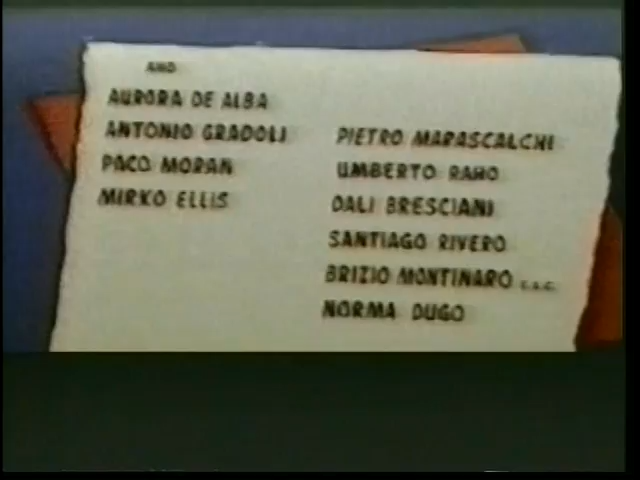 AND
AURORA DE ALBA
ANTONIO GRADOLI
PACO MORAN
MIRKO ELLIS
PIETRO MARASCALCHI
UMBERTO RAHO
DALI BRESCIANI
SANTIAGO RIVERO
BRIZIO MONTINARO
NORMA DUGO